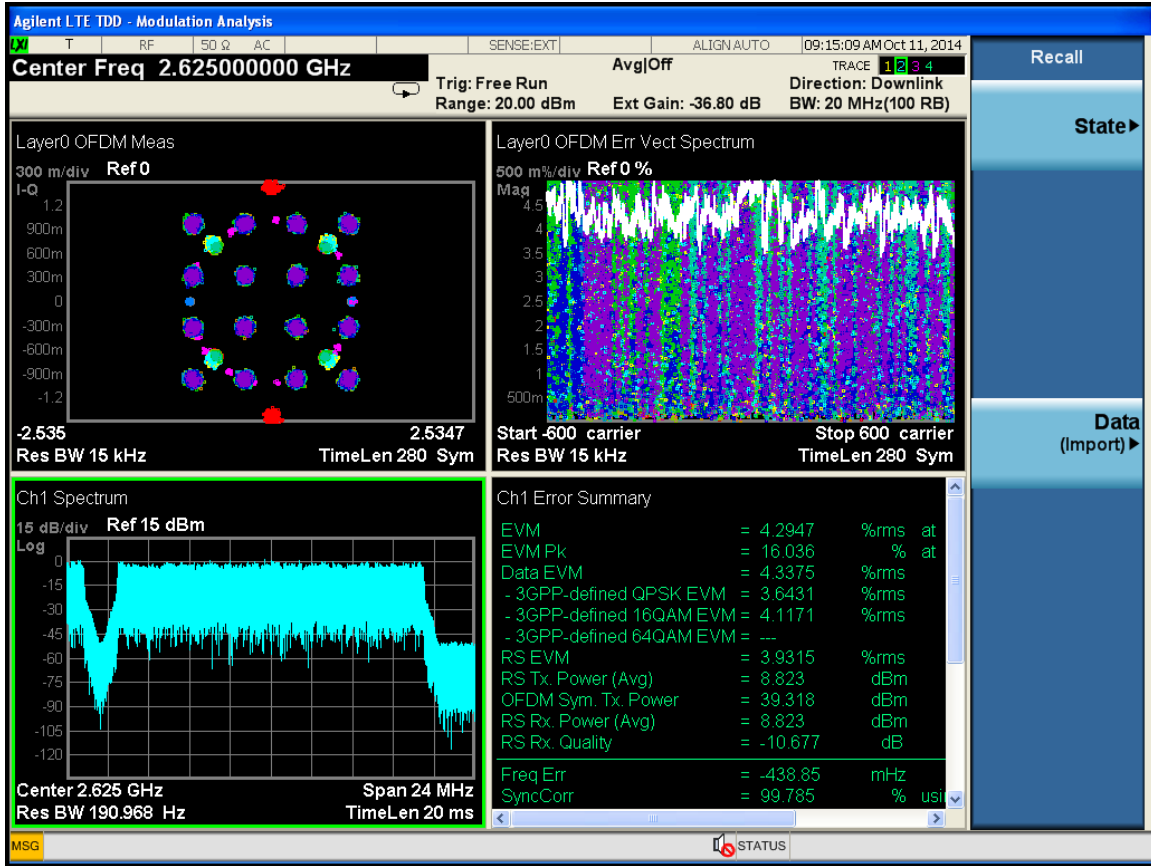 Agilent LTE TDD - Modulation Analysis
LXI T RF 50 Ω AC SENSE:EXT ALIGN AUTO 09:15:09 AM Oct 11, 2014
Center Freq 2.625000000 GHz
Avg|Off
TRACE 1 2 3 4
Trig: Free Run
Direction: Downlink
Range: 20.00 dBm Ext Gain: -36.80 dB BW: 20 MHz(100 RB)
Recall
State
Data
(Import)
Layer0 OFDM Meas
300 m/div Ref 0
I-Q
1.2
900m
600m
300m
0
-300m
-600m
-900m
-1.2
-2.535 2.5347
Res BW 15 kHz TimeLen 280 Sym
Layer0 OFDM Err Vect Spectrum
500 m%/div Ref 0 %
Mag
4.5
4
3.5
3
2.5
2
1.5
1
500m
Start -600 carrier Stop 600 carrier
Res BW 15 kHz TimeLen 280 Sym
Ch1 Spectrum
15 dB/div Ref 15 dBm
Log
0
-15
-30
-45
-60
-75
-90
-105
-120
Center 2.625 GHz Span 24 MHz
Res BW 190.968 Hz TimeLen 20 ms
Ch1 Error Summary
EVM = 4.2947 %rms at
EVM Pk = 16.036 % at
Data EVM = 4.3375 %rms
- 3GPP-defined QPSK EVM = 3.6431 %rms
- 3GPP-defined 16QAM EVM = 4.1171 %rms
- 3GPP-defined 64QAM EVM = ---
RS EVM = 3.9315 %rms
RS Tx. Power (Avg) = 8.823 dBm
OFDM Sym. Tx. Power = 39.318 dBm
RS Rx. Power (Avg) = 8.823 dBm
RS Rx. Quality = -10.677 dB
Freq Err = -438.85 mHz
SyncCorr = 99.785 % usi
MSG STATUS